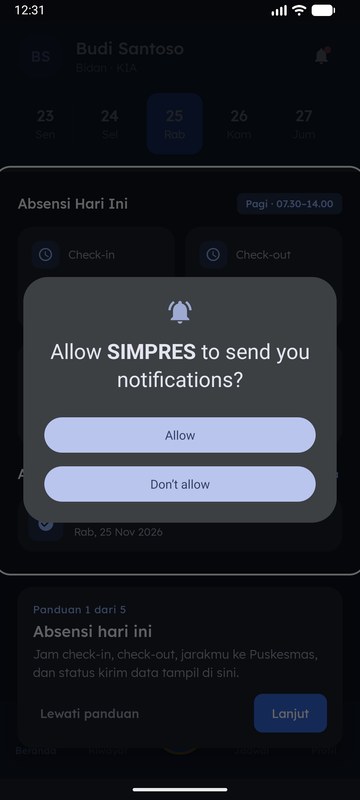 12:31
BS
Budi Santoso
Bidan · KIA
23
24
25
26
27
Sen
Sel
Rab
Kam
Jum
Absensi Hari Ini
Pagi · 07.30–14.00
Check-in
Check-out
Allow SIMPRES to send you
notifications?
Allow
Don't allow
Rab, 25 Nov 2026
Panduan 1 dari 5
Absensi hari ini
Jam check-in, check-out, jarakmu ke Puskesmas,
dan status kirim data tampil di sini.
Lewati panduan
Lanjut
Beranda